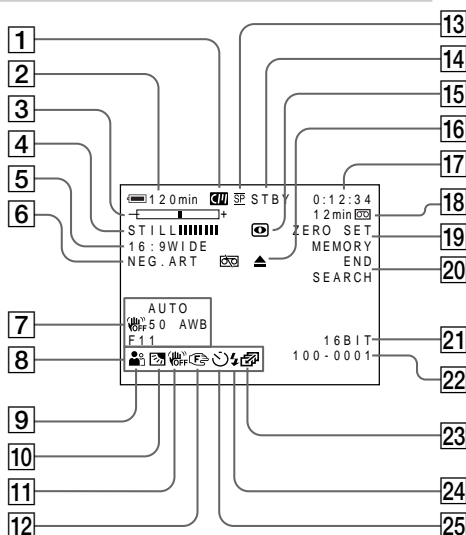 13
1
14
2
15
3
16
4
17
5
18
6
120min SP STBY 0:12:34
12min
- +
STILL ZERO SET
16:9WIDE MEMORY
NEG.ART END
SEARCH
19
20
AUTO
OFF 50 AWB
F11
16BIT
100-0001
OFF F
7
8
21
22
9
23
10
11
24
12
25